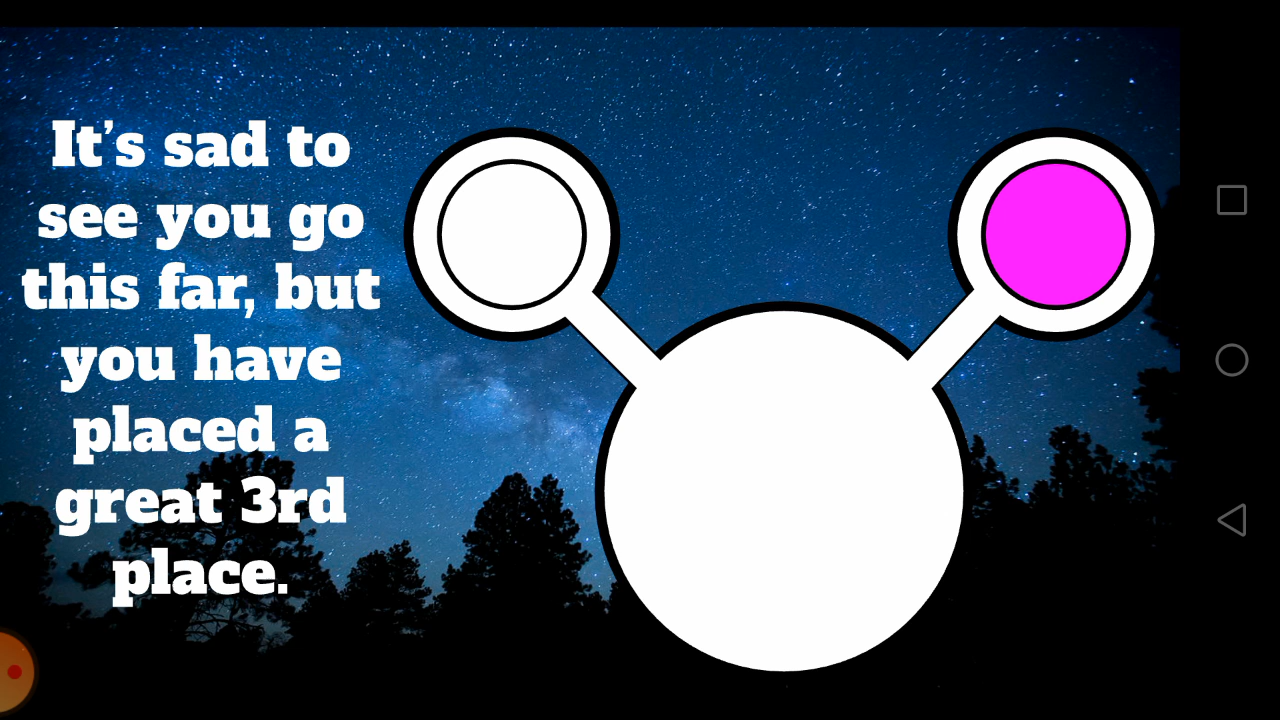 It's sad to
see you go
this far, but
you have
placed a
great 3rd
place.